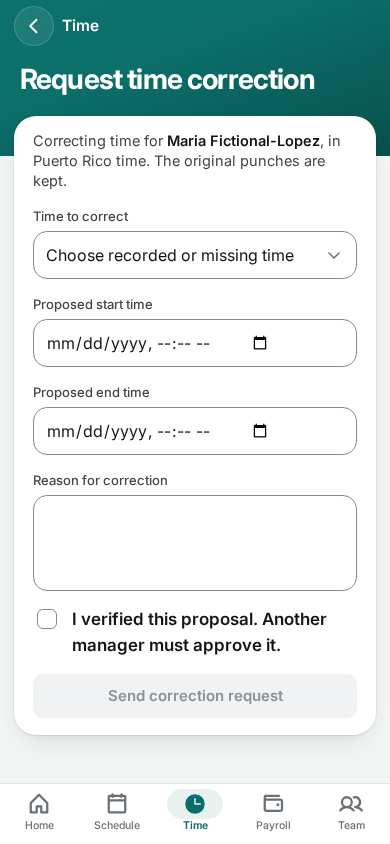 Time
Request time correction
Correcting time for Maria Fictional-Lopez, in
Puerto Rico time. The original punches are
kept.
Time to correct
Choose recorded or missing time
Proposed start time
mm/dd/yyyy, --:-- --
Proposed end time
mm/dd/yyyy, --:-- --
Reason for correction
I verified this proposal. Another
manager must approve it.
Send correction request
Home Schedule Time Payroll Team